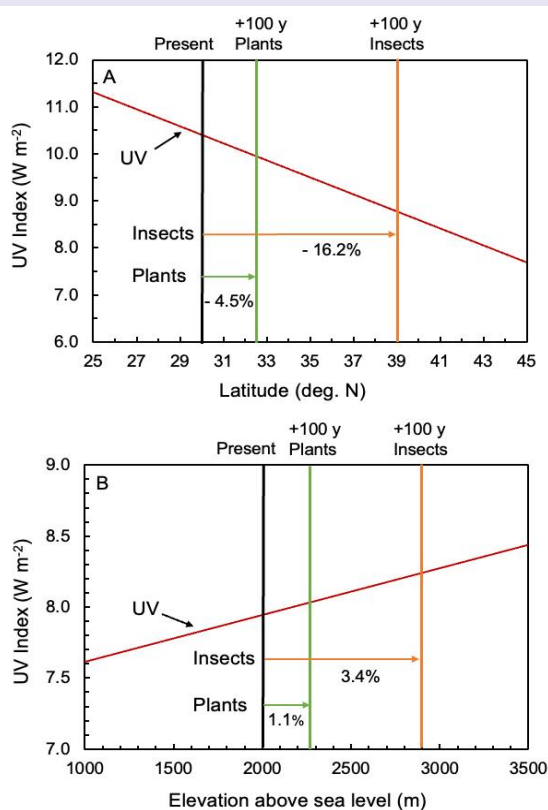 +100 y +100 y
Present Plants Insects
12.0
A
11.0
UV
10.0
9.0
Insects
8.0
- 16.2%
Plants
7.0
- 4.5%
6.0
25 27 29 31 33 35 37 39 41 43 45
UV Index (W m-2)
Latitude (deg. N)
+100 y +100 y
Present Plants Insects
9.0
B
8.5
UV
8.0
Insects
3.4%
7.5
Plants
1.1%
7.0
1000 1500 2000 2500 3000 3500
UV Index (W m-2)
Elevation above sea level (m)